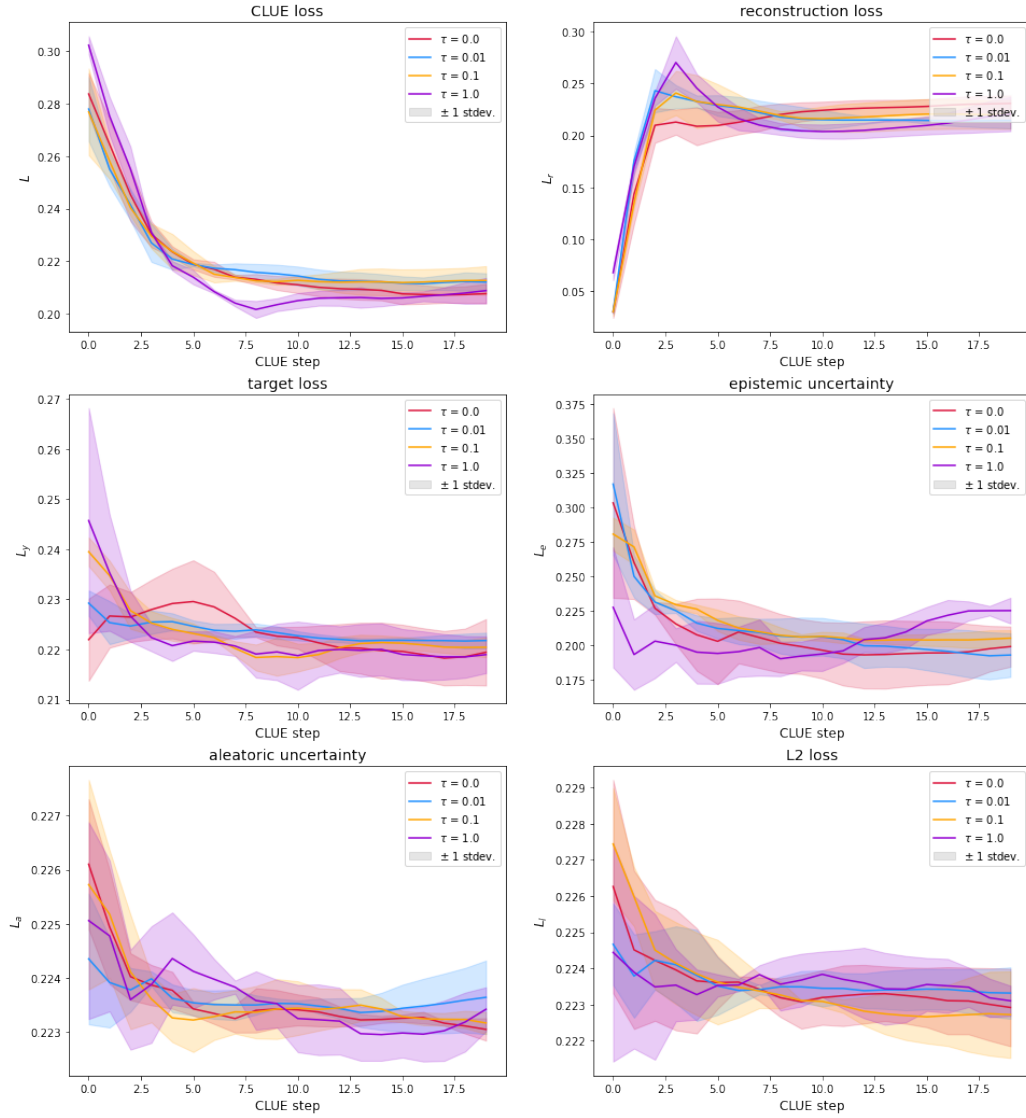 CLUE loss
0.30
0.28
0.26
0.24
0.22
0.20
L
τ = 0.0
τ = 0.01
τ = 0.1
τ = 1.0
± 1 stdev.
0.0 2.5 5.0 7.5 10.0 12.5 15.0 17.5
CLUE step
reconstruction loss
0.30
0.25
0.20
0.15
0.10
0.05
L_r
τ = 0.0
τ = 0.01
τ = 0.1
τ = 1.0
± 1 stdev.
0.0 2.5 5.0 7.5 10.0 12.5 15.0 17.5
CLUE step
target loss
0.27
0.26
0.25
0.24
0.23
0.22
0.21
L_y
τ = 0.0
τ = 0.01
τ = 0.1
τ = 1.0
± 1 stdev.
0.0 2.5 5.0 7.5 10.0 12.5 15.0 17.5
CLUE step
epistemic uncertainty
0.375
0.350
0.325
0.300
0.275
0.250
0.225
0.200
0.175
L_e
τ = 0.0
τ = 0.01
τ = 0.1
τ = 1.0
± 1 stdev.
0.0 2.5 5.0 7.5 10.0 12.5 15.0 17.5
CLUE step
aleatoric uncertainty
0.227
0.226
0.225
0.224
0.223
L_a
τ = 0.0
τ = 0.01
τ = 0.1
τ = 1.0
± 1 stdev.
0.0 2.5 5.0 7.5 10.0 12.5 15.0 17.5
CLUE step
L2 loss
0.229
0.228
0.227
0.226
0.225
0.224
0.223
0.222
L_l
τ = 0.0
τ = 0.01
τ = 0.1
τ = 1.0
± 1 stdev.
0.0 2.5 5.0 7.5 10.0 12.5 15.0 17.5
CLUE step